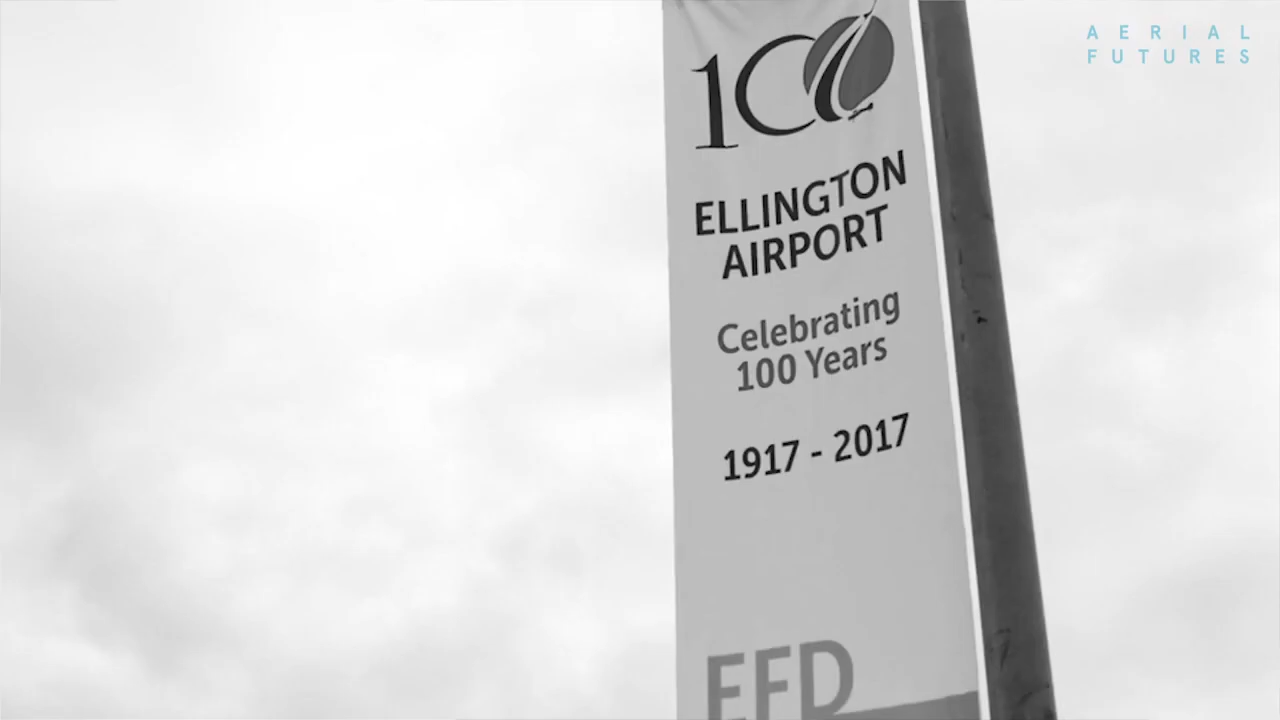 AERIAL
FUTURES
100
ELLINGTON
AIRPORT
Celebrating
100 Years
1917 - 2017
EFD